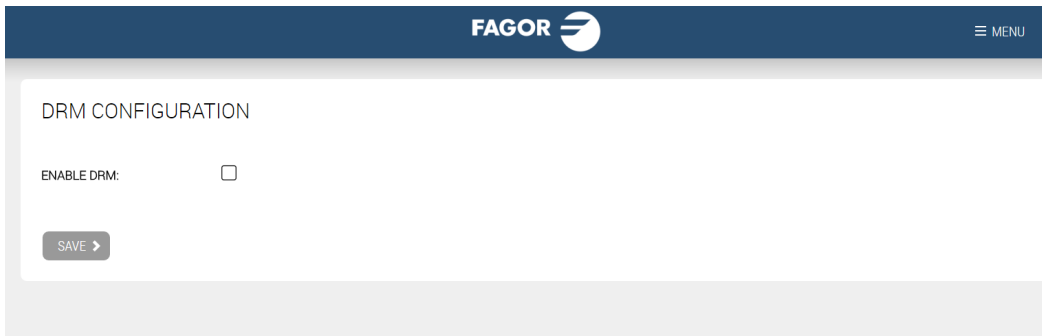 FAGOR
MENU
DRM CONFIGURATION
ENABLE DRM:
SAVE